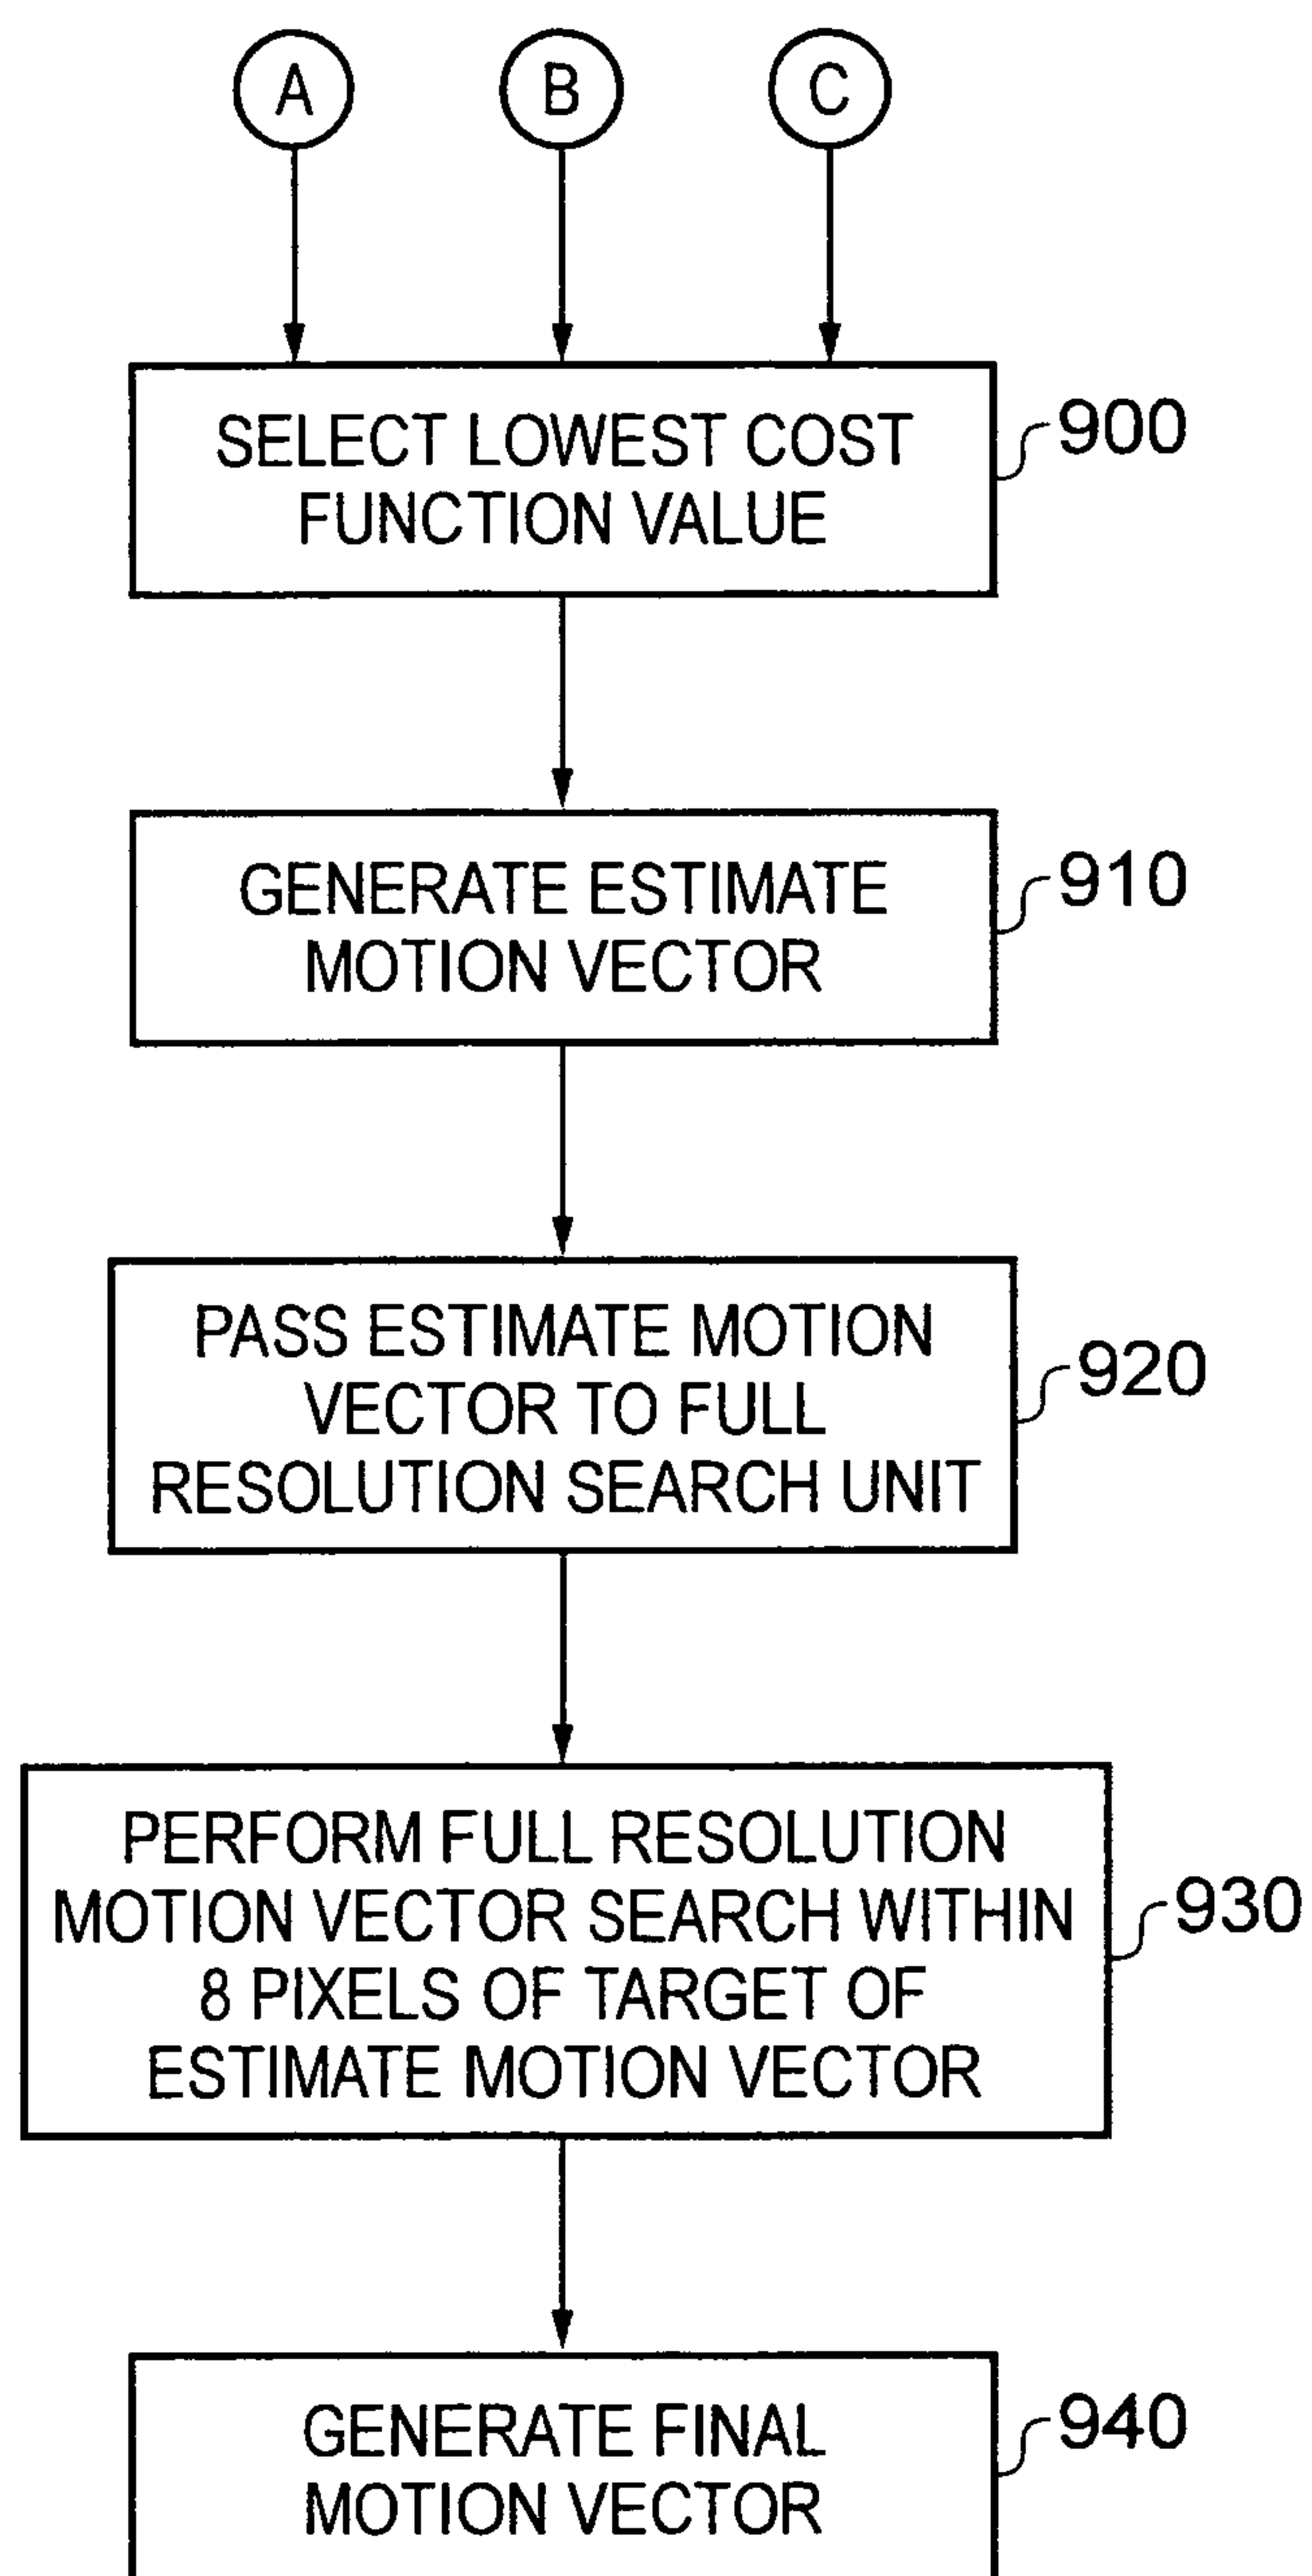 A B C
SELECT LOWEST COST
FUNCTION VALUE
900
GENERATE ESTIMATE
MOTION VECTOR
910
PASS ESTIMATE MOTION
VECTOR TO FULL
RESOLUTION SEARCH UNIT
920
PERFORM FULL RESOLUTION
MOTION VECTOR SEARCH WITHIN
8 PIXELS OF TARGET OF
ESTIMATE MOTION VECTOR
930
GENERATE FINAL
MOTION VECTOR
940